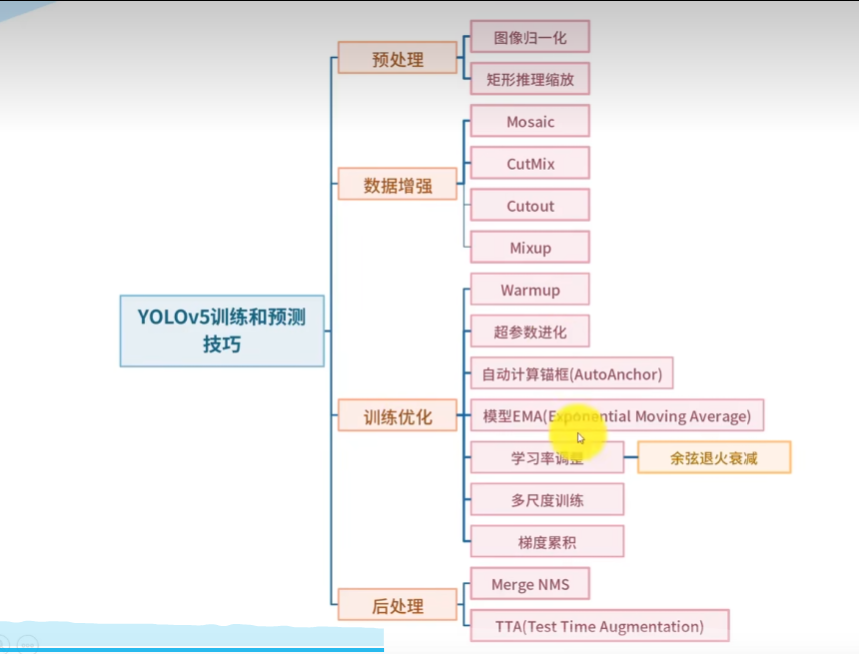 YOLOv5训练和预测
技巧
预处理
图像归一化
矩形推理缩放
数据增强
Mosaic
CutMix
Cutout
Mixup
训练优化
Warmup
超参数进化
自动计算锚框(AutoAnchor)
模型EMA(Exponential Moving Average)
学习率调整
余弦退火衰减
多尺度训练
梯度累积
后处理
Merge NMS
TTA(Test Time Augmentation)